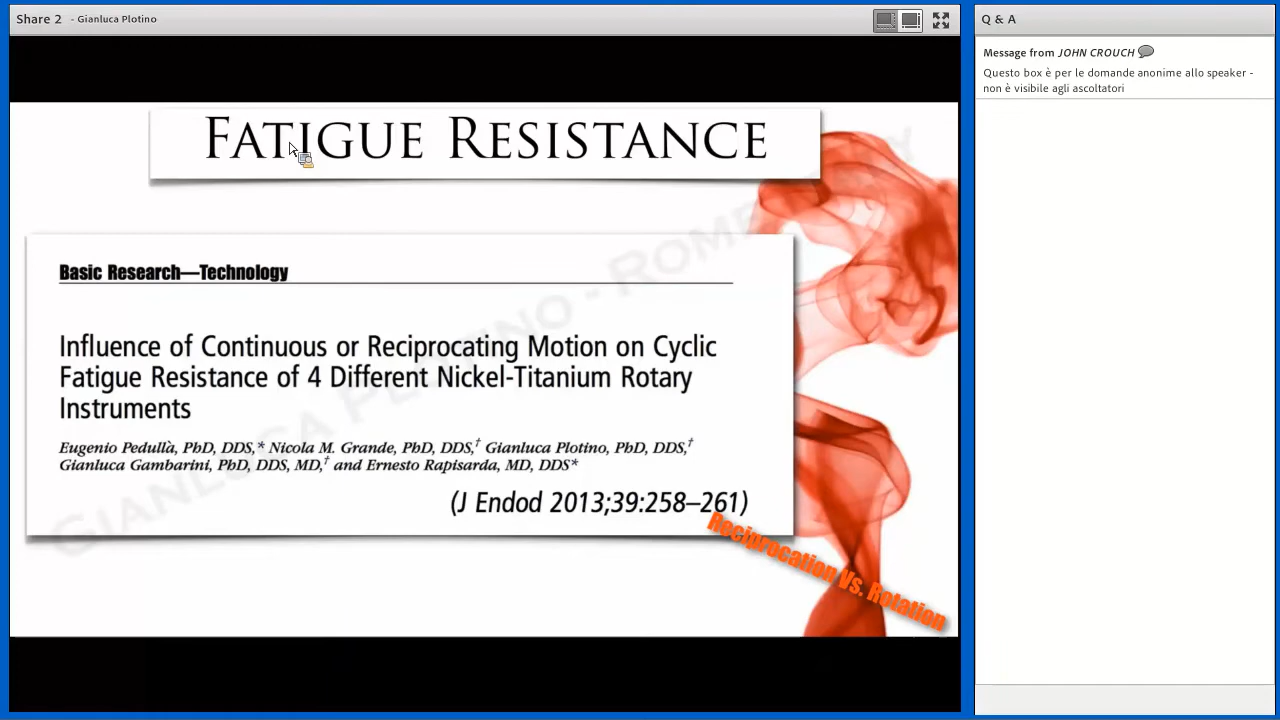 Share 2 - Gianluca Plotino
Q & A
Message from JOHN CROUCH
Questo box è per le domande anonime allo speaker -
non è visibile agli ascoltatori
FATIGUE RESISTANCE
Basic Research—Technology
Influence of Continuous or Reciprocating Motion on Cyclic
Fatigue Resistance of 4 Different Nickel-Titanium Rotary
Instruments
Eugenio Pedullà, PhD, DDS,* Nicola M. Grande, PhD, DDS,† Gianluca Plotino, PhD, DDS,†
Gianluca Gambarini, PhD, DDS, MD,† and Ernesto Rapisarda, MD, DDS*
(J Endod 2013;39:258–261)
Reciprocation Vs. Rotation